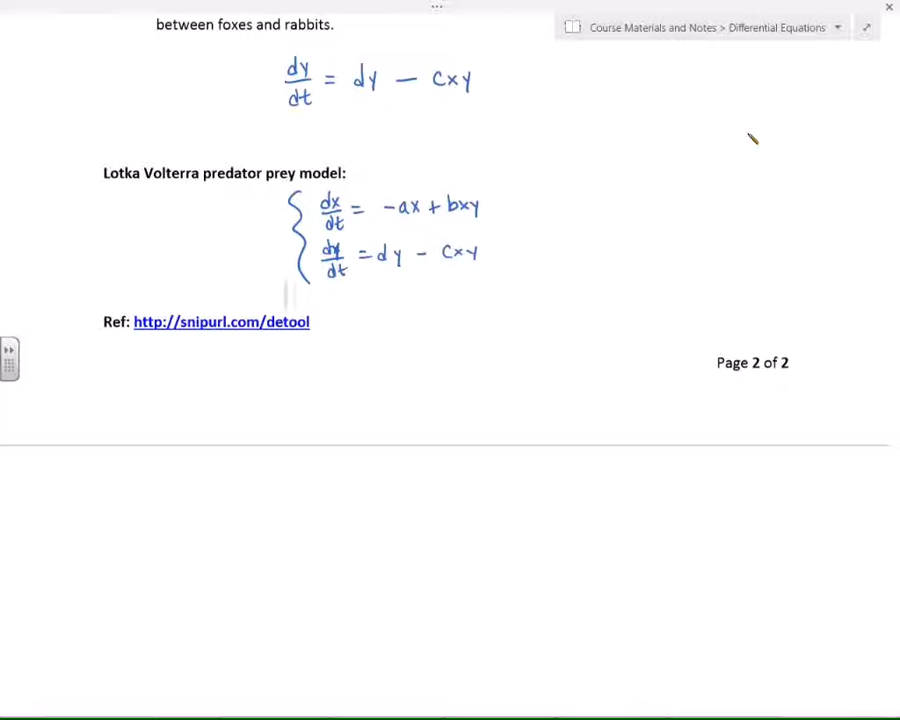 between foxes and rabbits.
Course Materials and Notes > Differential Equations
dy/dt = dy - cxy
Lotka Volterra predator prey model:
dx/dt = -ax + bxy
dy/dt = dy - cxy
Ref: http://snipurl.com/detool
Page 2 of 2